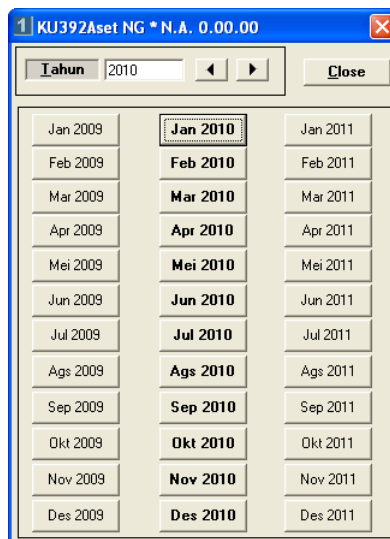 1 KU392Aset NG * N.A. 0.00.00
Tahun 2010 Close
Jan 2009 Jan 2010 Jan 2011
Feb 2009 Feb 2010 Feb 2011
Mar 2009 Mar 2010 Mar 2011
Apr 2009 Apr 2010 Apr 2011
Mei 2009 Mei 2010 Mei 2011
Jun 2009 Jun 2010 Jun 2011
Jul 2009 Jul 2010 Jul 2011
Ags 2009 Ags 2010 Ags 2011
Sep 2009 Sep 2010 Sep 2011
Okt 2009 Okt 2010 Okt 2011
Nov 2009 Nov 2010 Nov 2011
Des 2009 Des 2010 Des 2011